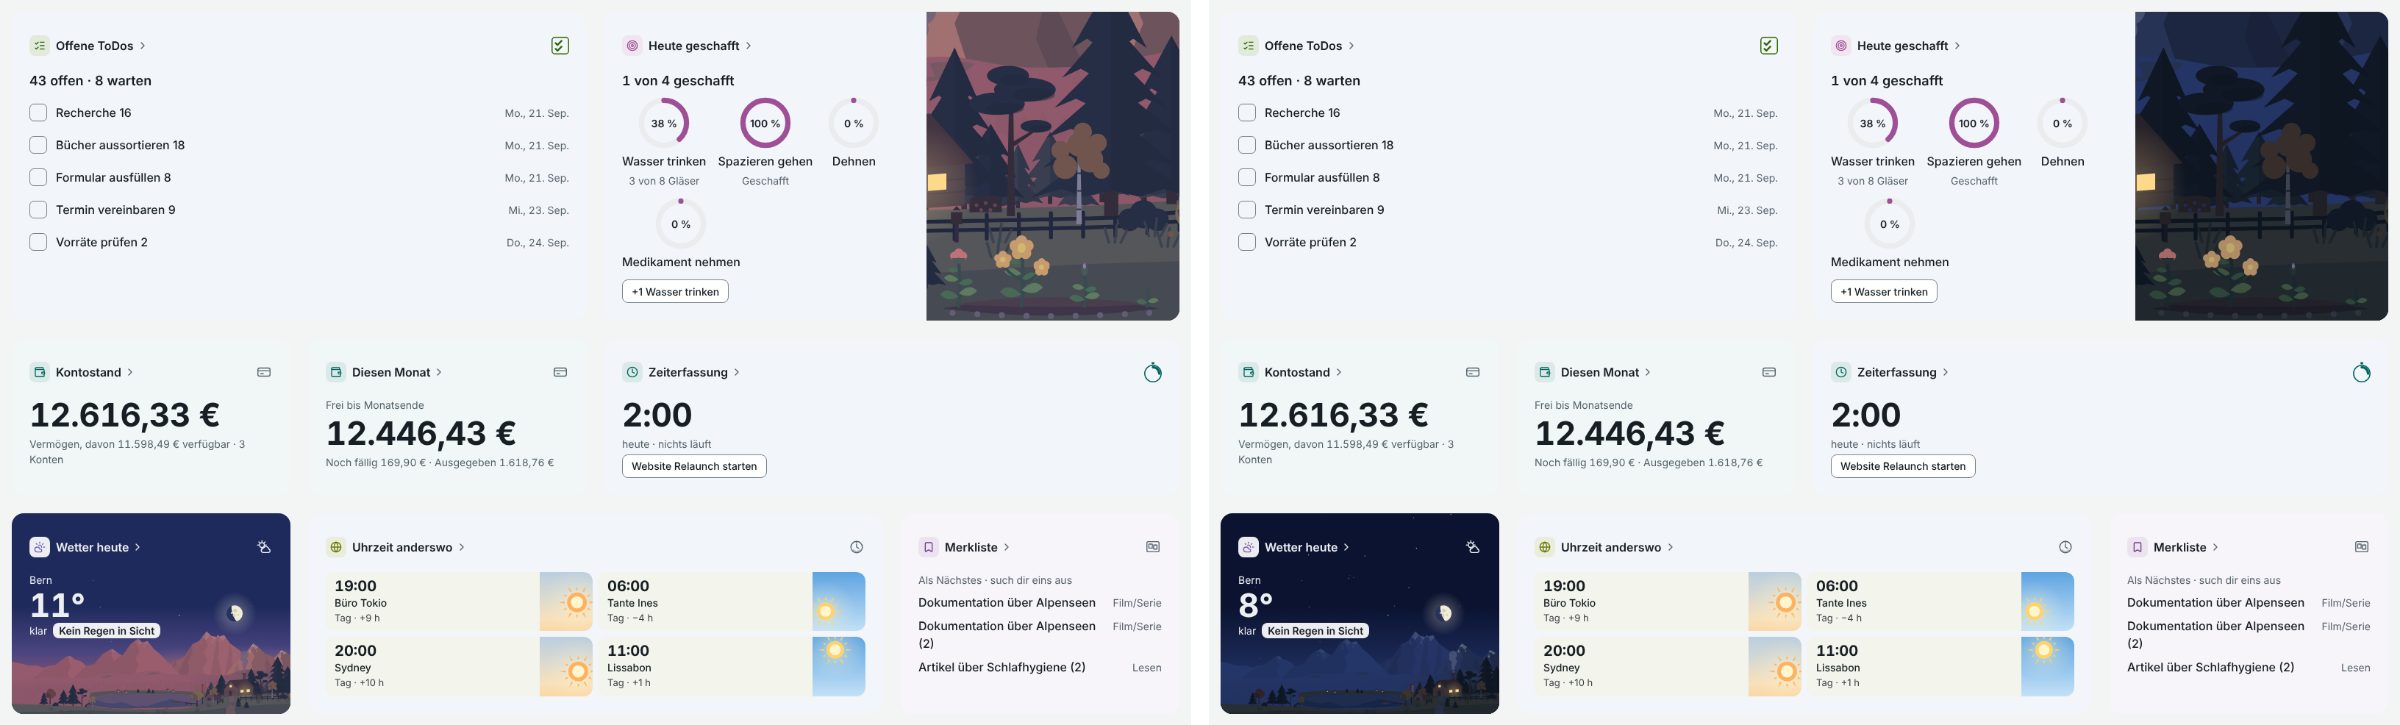 Offene ToDos
43 offen · 8 warten
Recherche 16
Mo., 21. Sep.
Bücher aussortieren 18
Mo., 21. Sep.
Formular ausfüllen 8
Mo., 21. Sep.
Termin vereinbaren 9
Mi., 23. Sep.
Vorräte prüfen 2
Do., 24. Sep.
Heute geschafft
1 von 4 geschafft
38 %
100 %
0 %
Wasser trinken
Spazieren gehen
Dehnen
3 von 8 Gläser
Geschafft
0 %
Medikament nehmen
+1 Wasser trinken
Kontostand
12.616,33 €
Vermögen, davon 11.598,49 € verfügbar · 3
Konten
Diesen Monat
Frei bis Monatsende
12.446,43 €
Noch fällig 169,90 € · Ausgegeben 1.618,76 €
Zeiterfassung
2:00
heute · nichts läuft
Website Relaunch starten
Wetter heute
Bern
11°
klar
Kein Regen in Sicht
Uhrzeit anderswo
19:00
Büro Tokio
Tag · +9 h
06:00
Tante Ines
Tag · −4 h
20:00
Sydney
Tag · +10 h
11:00
Lissabon
Tag · +1 h
Merkliste
Als Nächstes · such dir eins aus
Dokumentation über Alpenseen
Film/Serie
Dokumentation über Alpenseen
(2)
Film/Serie
Artikel über Schlafhygiene (2)
Lesen
Offene ToDos
43 offen · 8 warten
Recherche 16
Mo., 21. Sep.
Bücher aussortieren 18
Mo., 21. Sep.
Formular ausfüllen 8
Mo., 21. Sep.
Termin vereinbaren 9
Mi., 23. Sep.
Vorräte prüfen 2
Do., 24. Sep.
Heute geschafft
1 von 4 geschafft
38 %
100 %
0 %
Wasser trinken
Spazieren gehen
Dehnen
3 von 8 Gläser
Geschafft
0 %
Medikament nehmen
+1 Wasser trinken
Kontostand
12.616,33 €
Vermögen, davon 11.598,49 € verfügbar · 3
Konten
Diesen Monat
Frei bis Monatsende
12.446,43 €
Noch fällig 169,90 € · Ausgegeben 1.618,76 €
Zeiterfassung
2:00
heute · nichts läuft
Website Relaunch starten
Wetter heute
Bern
8°
klar
Kein Regen in Sicht
Uhrzeit anderswo
19:00
Büro Tokio
Tag · +9 h
06:00
Tante Ines
Tag · −4 h
20:00
Sydney
Tag · +10 h
11:00
Lissabon
Tag · +1 h
Merkliste
Als Nächstes · such dir eins aus
Dokumentation über Alpenseen
Film/Serie
Dokumentation über Alpenseen
(2)
Film/Serie
Artikel über Schlafhygiene (2)
Lesen